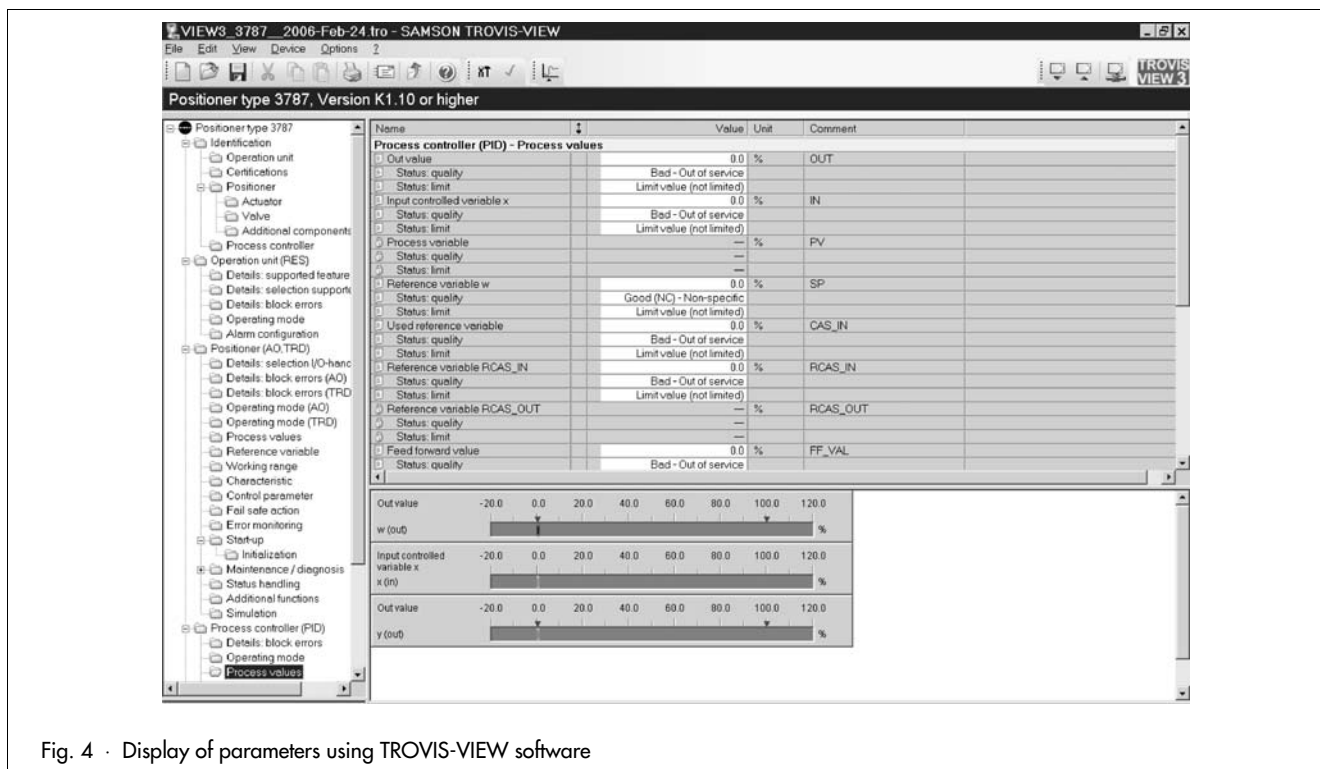 VIEW3_3787__2006-Feb-24.tro - SAMSON TROVIS-VIEW
File Edit View Device Options ?
TROVIS
VIEW 3
Positioner type 3787, Version K1.10 or higher
Positioner type 3787
Identification
Operation unit
Certifications
Positioner
Actuator
Valve
Additional components
Process controller
Operation unit (RES)
Details: supported feature
Details: selection supporte
Details: block errors
Operating mode
Alarm configuration
Positioner (AO,TRD)
Details: selection I/O-hanc
Details: block errors (AO)
Details: block errors (TRD
Operating mode (AO)
Operating mode (TRD)
Process values
Reference variable
Working range
Characteristic
Control parameter
Fail safe action
Error monitoring
Start-up
Initialization
Maintenance / diagnosis
Status handling
Additional functions
Simulation
Process controller (PID)
Details: block errors
Operating mode
Process values
Name Value Unit Comment
Process controller (PID) - Process values
Out value 0.0 % OUT
Status: quality Bad - Out of service
Status: limit Limit value (not limited)
Input controlled variable x 0.0 % IN
Status: quality Bad - Out of service
Status: limit Limit value (not limited)
Process variable — % PV
Status: quality —
Status: limit —
Reference variable w 0.0 % SP
Status: quality Good (NC) - Non-specific
Status: limit Limit value (not limited)
Used reference variable 0.0 % CAS_IN
Status: quality Bad - Out of service
Status: limit Limit value (not limited)
Reference variable RCAS_IN 0.0 % RCAS_IN
Status: quality Bad - Out of service
Status: limit Limit value (not limited)
Reference variable RCAS_OUT — % RCAS_OUT
Status: quality —
Status: limit —
Feed forward value 0.0 % FF_VAL
Status: quality Bad - Out of service
Out value -20.0 0.0 20.0 40.0 60.0 80.0 100.0 120.0
w (out) %
Input controlled -20.0 0.0 20.0 40.0 60.0 80.0 100.0 120.0
variable x
x (in) %
Out value -20.0 0.0 20.0 40.0 60.0 80.0 100.0 120.0
y (out) %
Fig. 4 · Display of parameters using TROVIS-VIEW software